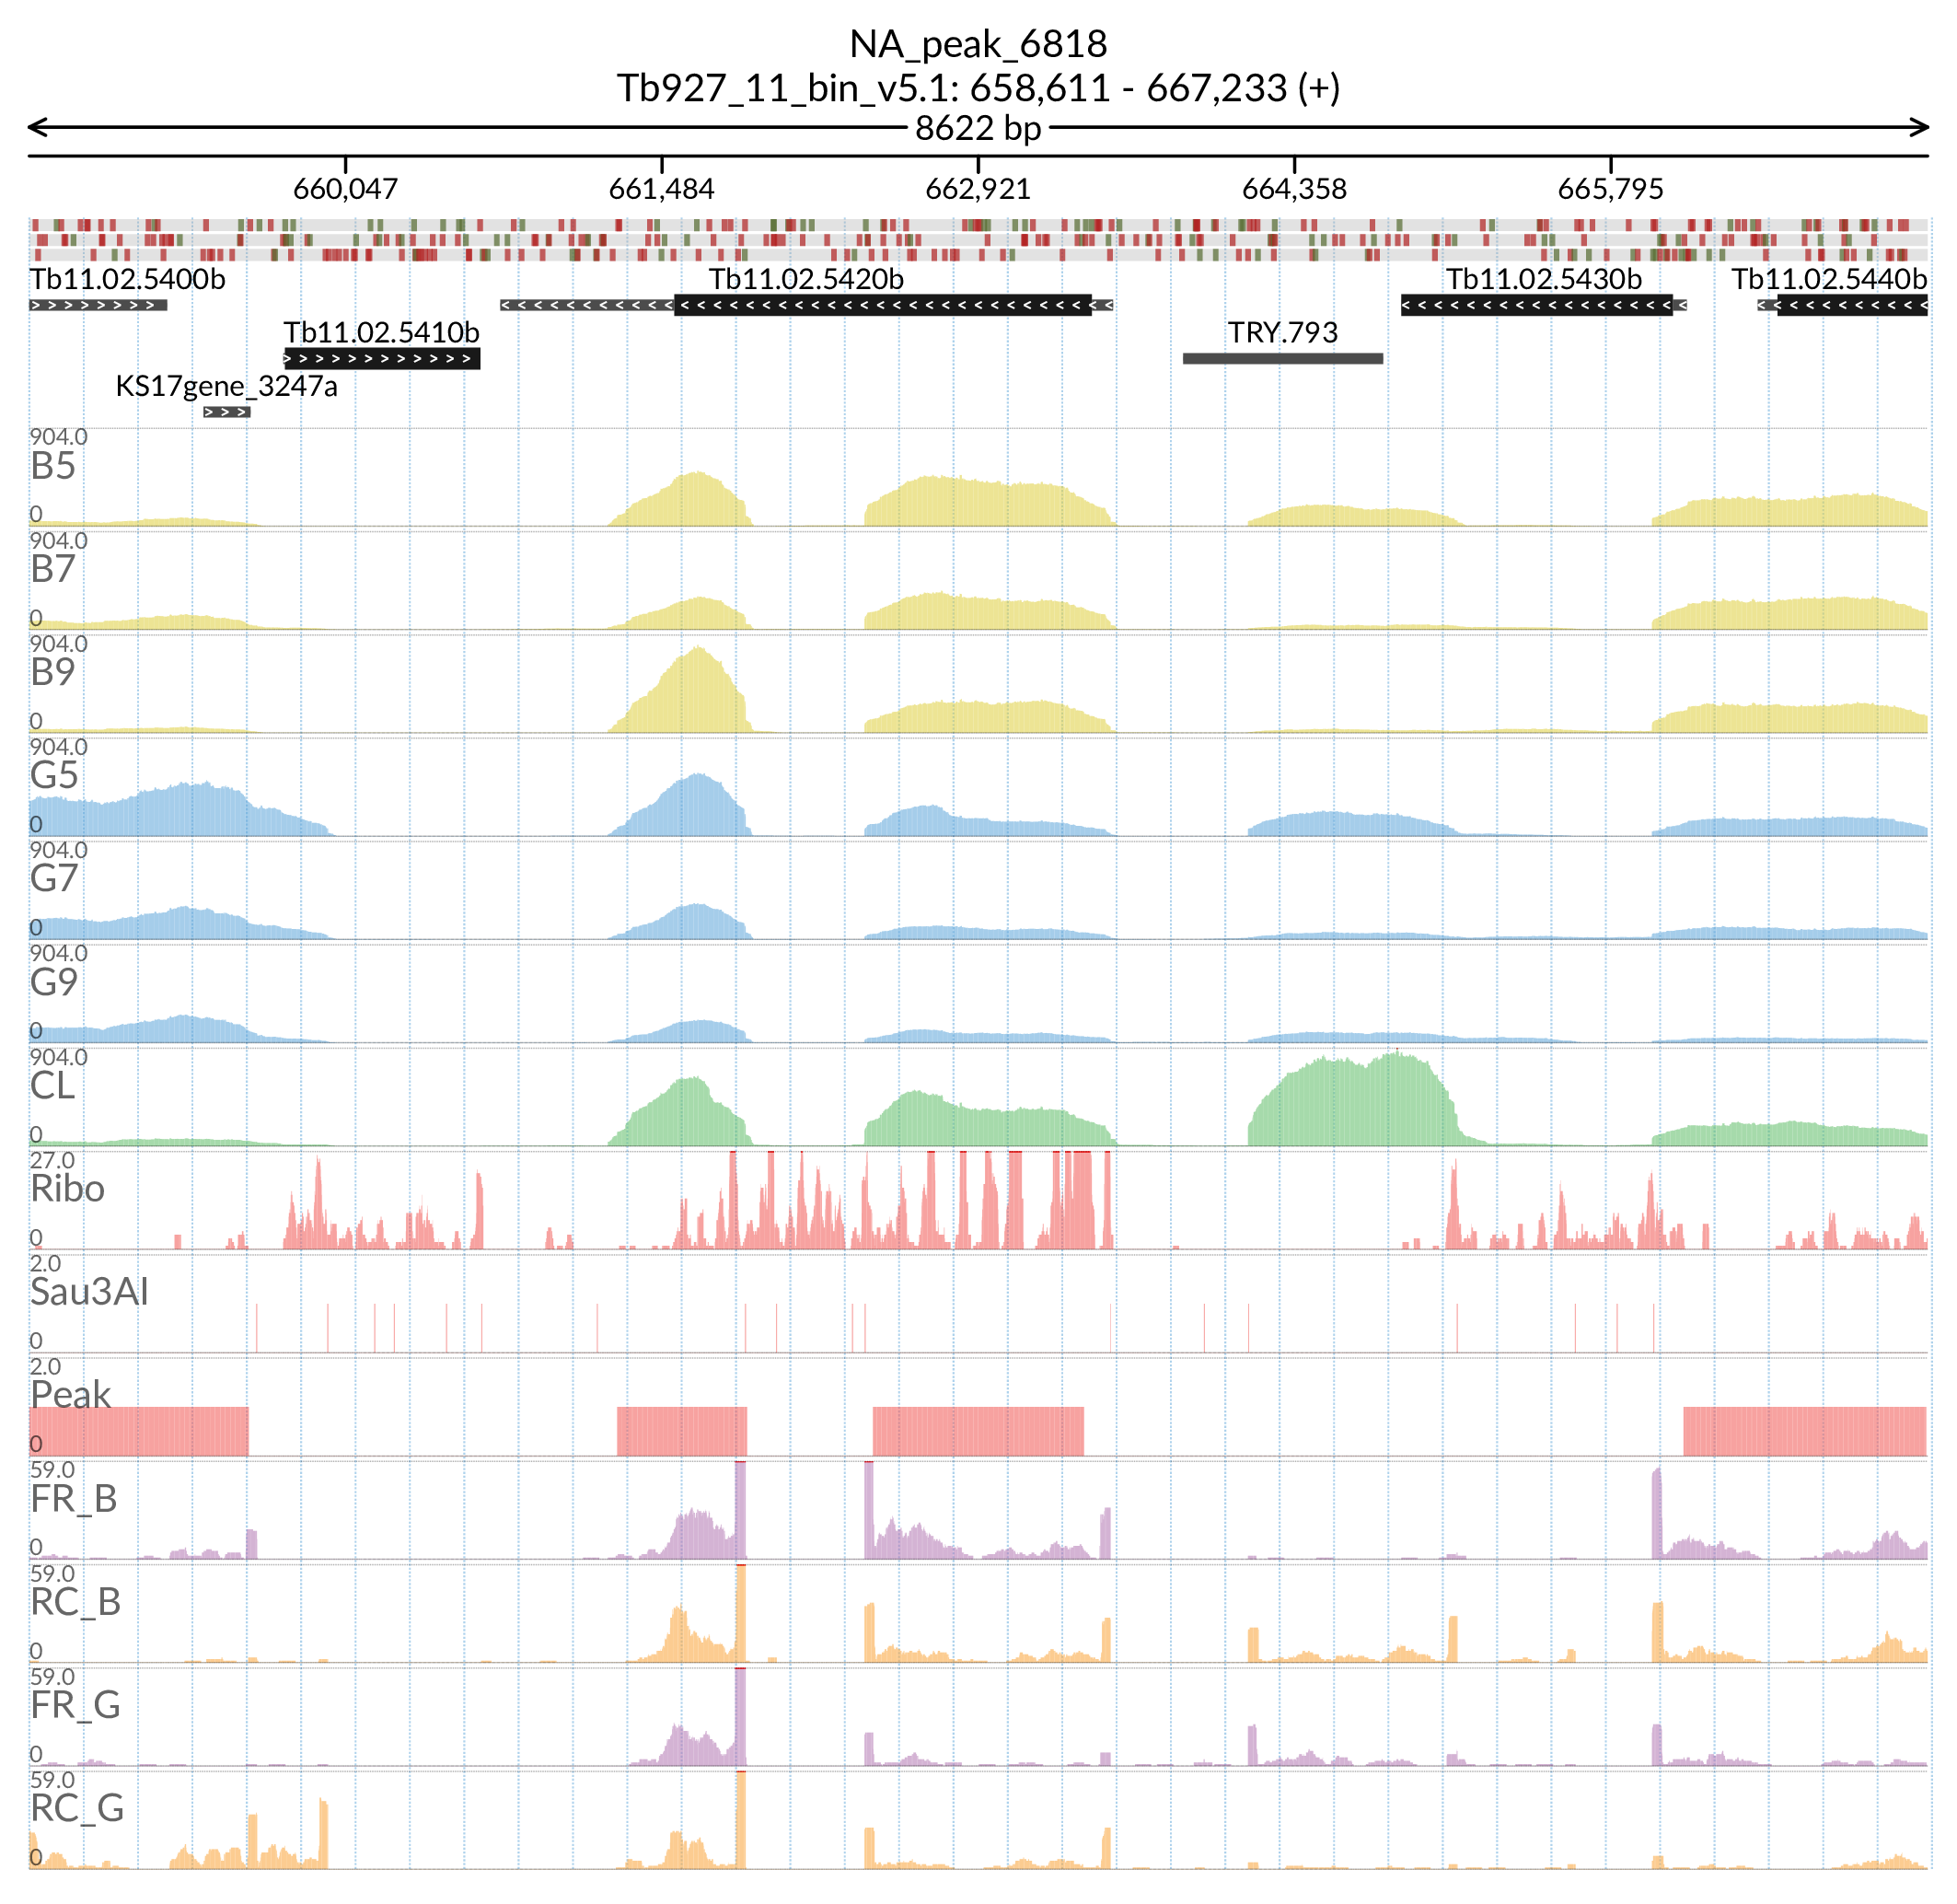 NA_peak_6818
Tb927_11_bin_v5.1: 658,611 - 667,233 (+)
8622 bp
660,047 661,484 662,921 664,358 665,795
Tb11.02.5400b Tb11.02.5420b Tb11.02.5430b Tb11.02.5440b
Tb11.02.5410b TRY.793
KS17gene_3247a
904.0
B5
0
904.0
B7
0
904.0
B9
0
904.0
G5
0
904.0
G7
0
904.0
G9
0
904.0
CL
0
27.0
Ribo
0
2.0
Sau3AI
0
2.0
Peak
0
59.0
FR_B
0
59.0
RC_B
0
59.0
FR_G
0
59.0
RC_G
0